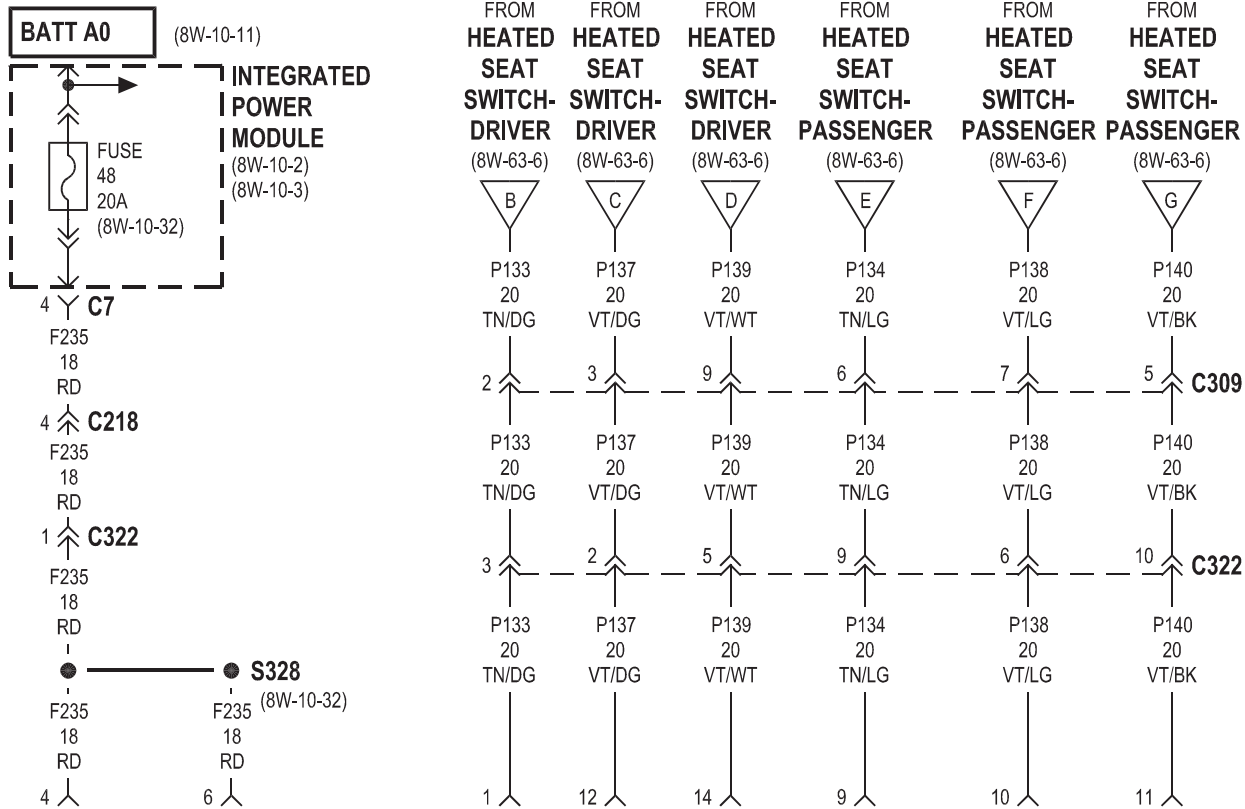 BATT A0
(8W-10-11)
INTEGRATED
POWER
MODULE
(8W-10-2)
(8W-10-3)
FUSE
48
20A
(8W-10-32)
4 C7
F235
18
RD
4 C218
F235
18
RD
1 C322
F235
18
RD
S328
(8W-10-32)
F235
18
RD
4
F235
18
RD
6
FROM FROM FROM FROM FROM FROM
HEATED HEATED HEATED HEATED HEATED HEATED
SEAT SEAT SEAT SEAT SEAT SEAT
SWITCH- SWITCH- SWITCH- SWITCH- SWITCH- SWITCH-
DRIVER DRIVER DRIVER PASSENGER PASSENGER PASSENGER
(8W-63-6) (8W-63-6) (8W-63-6) (8W-63-6) (8W-63-6) (8W-63-6)
B C D E F G
P133 P137 P139 P134 P138 P140
20 20 20 20 20 20
TN/DG VT/DG VT/WT TN/LG VT/LG VT/BK
2 3 9 6 7 5 C309
P133 P137 P139 P134 P138 P140
20 20 20 20 20 20
TN/DG VT/DG VT/WT TN/LG VT/LG VT/BK
3 2 5 9 6 10 C322
P133 P137 P139 P134 P138 P140
20 20 20 20 20 20
TN/DG VT/DG VT/WT TN/LG VT/LG VT/BK
1 12 14 9 10 11